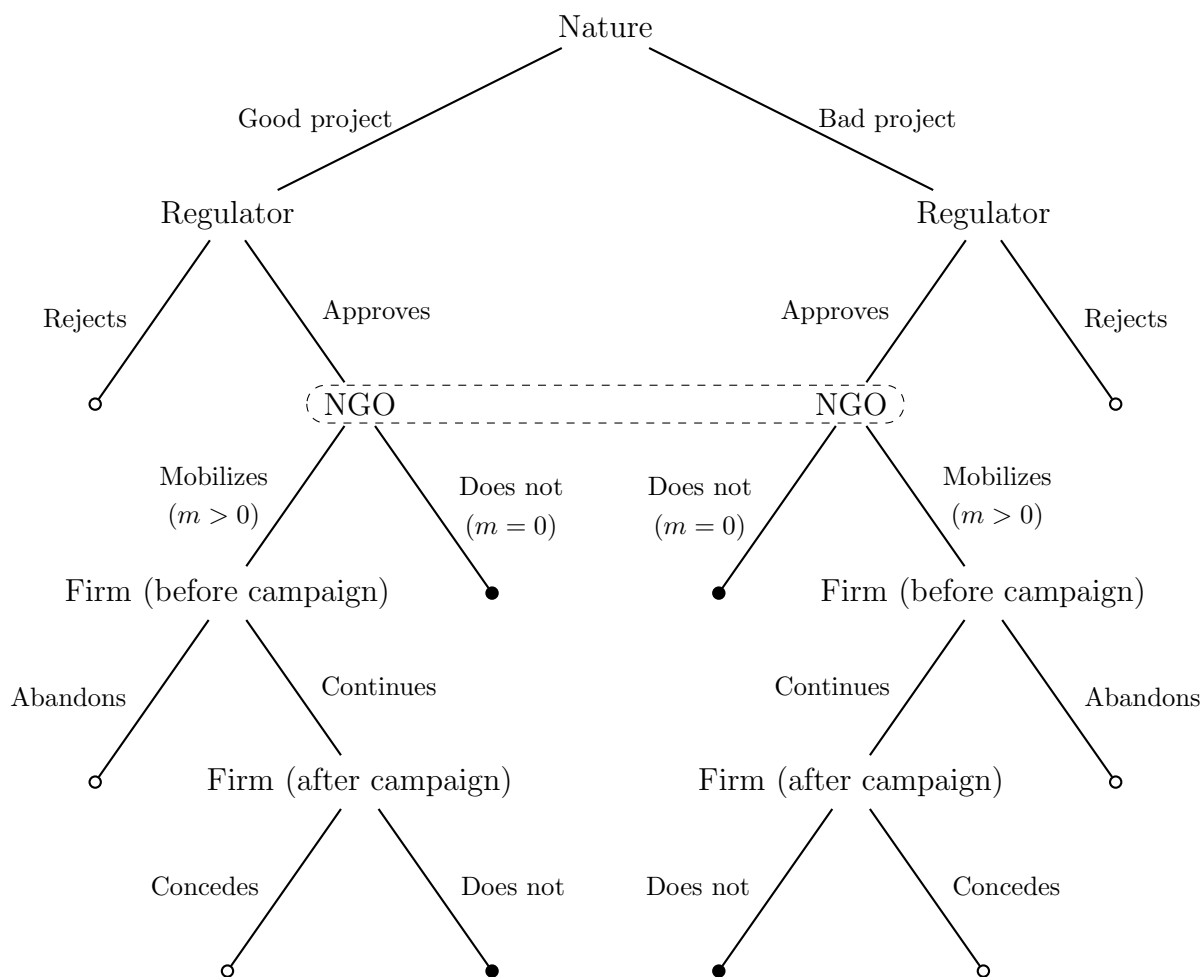 Nature
Good project
Bad project
Regulator
Regulator
Rejects
Approves
Approves
Rejects
NGO
NGO
Mobilizes
(m > 0)
Does not
(m = 0)
Does not
(m = 0)
Mobilizes
(m > 0)
Firm (before campaign)
Firm (before campaign)
Abandons
Continues
Continues
Abandons
Firm (after campaign)
Firm (after campaign)
Concedes
Does not
Does not
Concedes